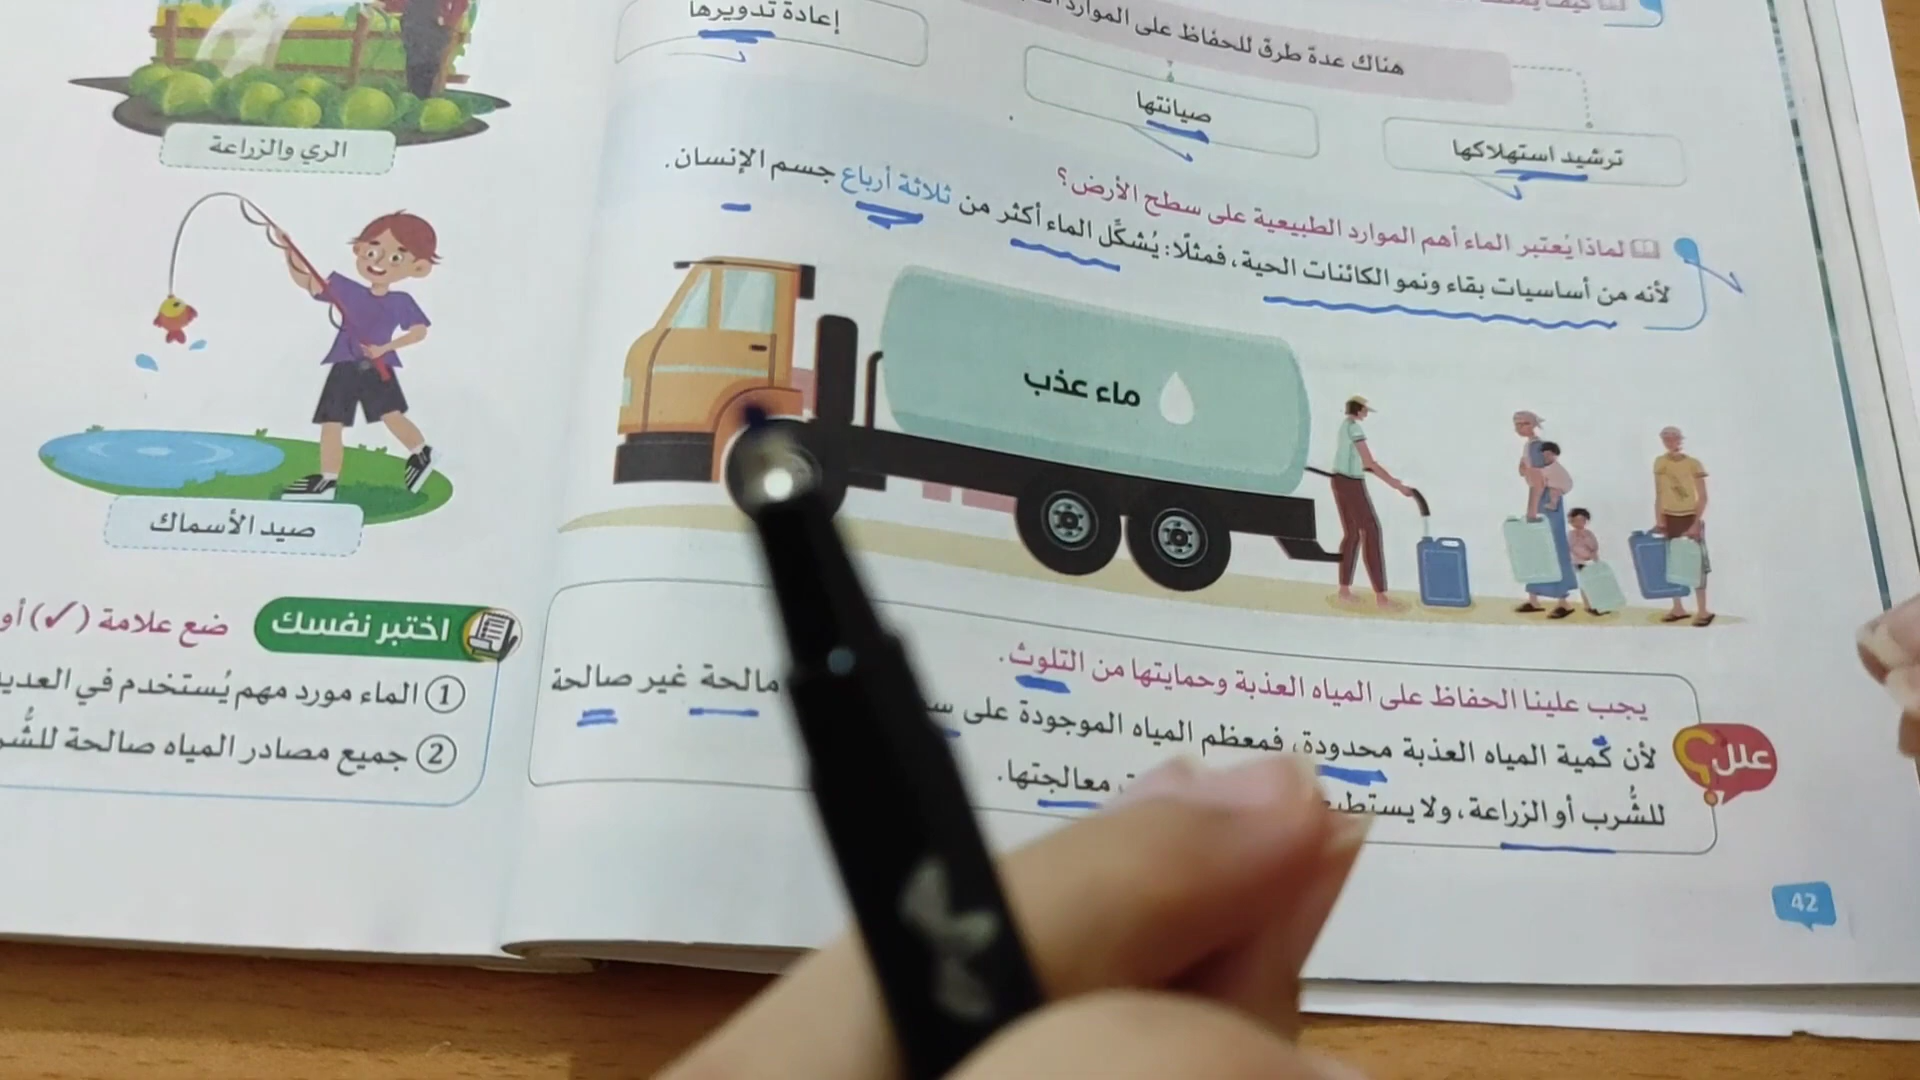 هناك عدة طرق للحفاظ على الموارد
ترشيد استهلاكها
صيانتها
إعادة تدويرها
لماذا يُعتبر الماء أهم الموارد الطبيعية على سطح الأرض؟
لأنه من أساسيات بقاء ونمو الكائنات الحية، فمثلًا: يُشكِّل الماء أكثر من ثلاثة أرباع جسم الإنسان.
ماء عذب
علل؟
يجب علينا الحفاظ على المياه العذبة وحمايتها من التلوث.
لأن كمية المياه العذبة محدودة، فمعظم المياه الموجودة على مالحة غير صالحة
للشُّرب أو الزراعة، ولا معالجتها.
42
الري والزراعة
صيد الأسماك
اختبر نفسك ضع علامة (✓) أو
1 الماء مورد مهم يُستخدم في
2 جميع مصادر المياه صالحة